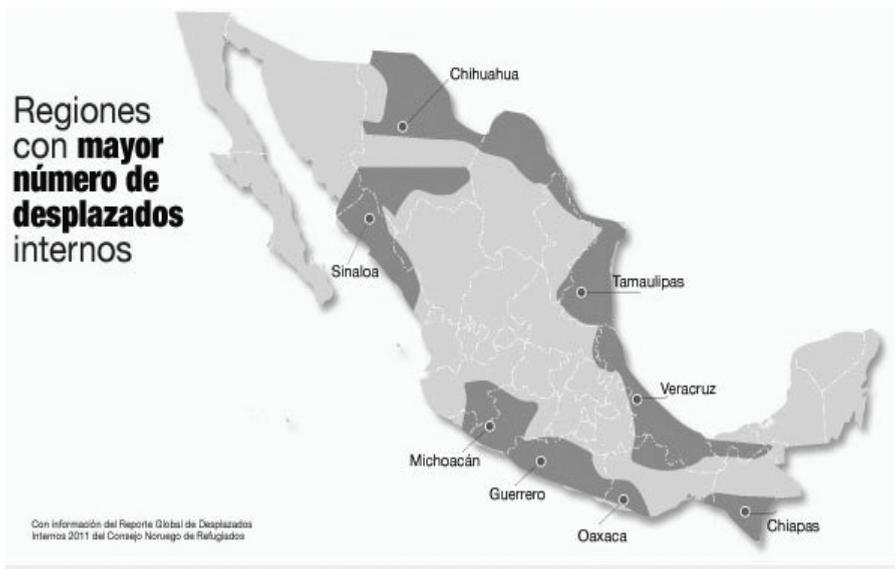 Regiones
con mayor
número de
desplazados
internos
Chihuahua
Sinaloa
Tamaulipas
Veracruz
Michoacán
Guerrero
Oaxaca
Chiapas
Con información del Reporte Global de Desplazados
Internos 2011 del Consejo Noruego de Refugiados